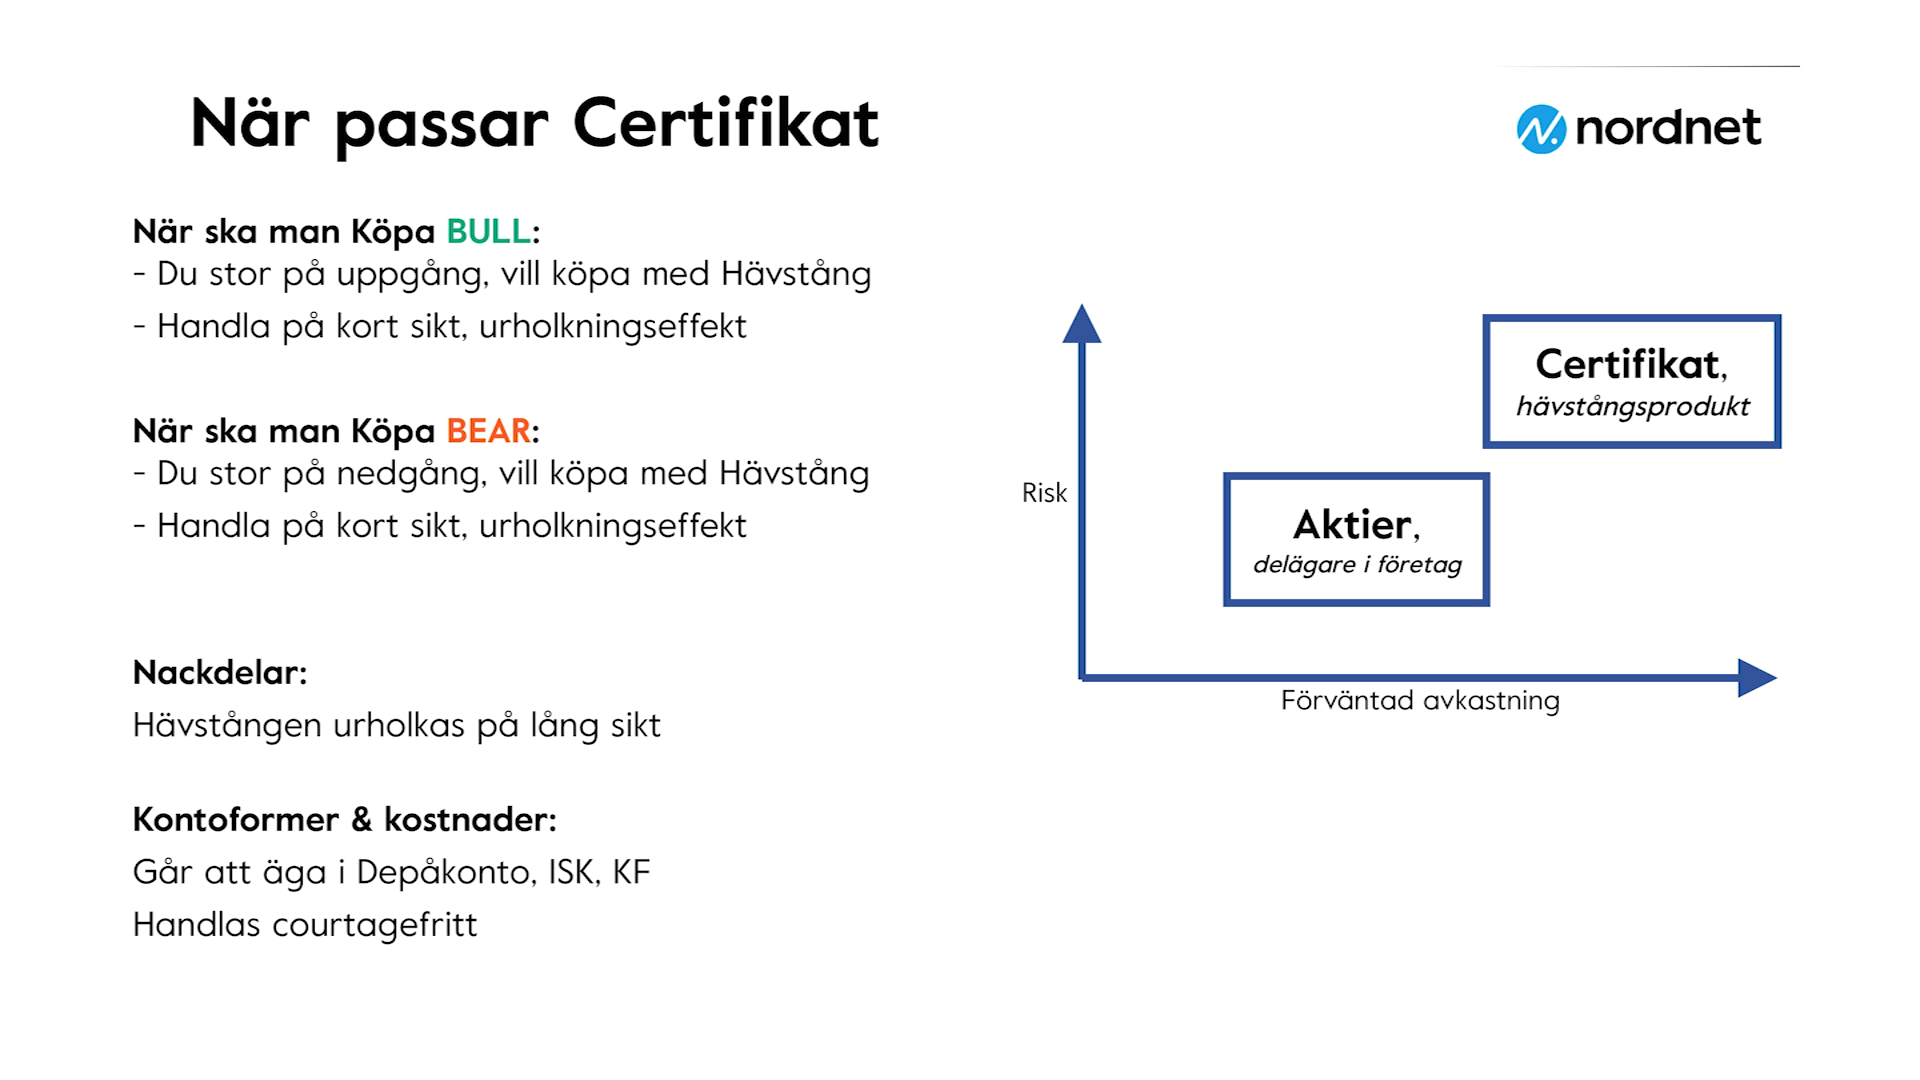 När passar Certifikat
nordnet
När ska man Köpa BULL:
- Du stor på uppgång, vill köpa med Hävstång
- Handla på kort sikt, urholkningseffekt
När ska man Köpa BEAR:
- Du stor på nedgång, vill köpa med Hävstång
- Handla på kort sikt, urholkningseffekt
Nackdelar:
Hävstången urholkas på lång sikt
Kontoformer & kostnader:
Går att äga i Depåkonto, ISK, KF
Handlas courtagefritt
Certifikat,
hävstångsprodukt
Risk
Aktier,
delägare i företag
Förväntad avkastning